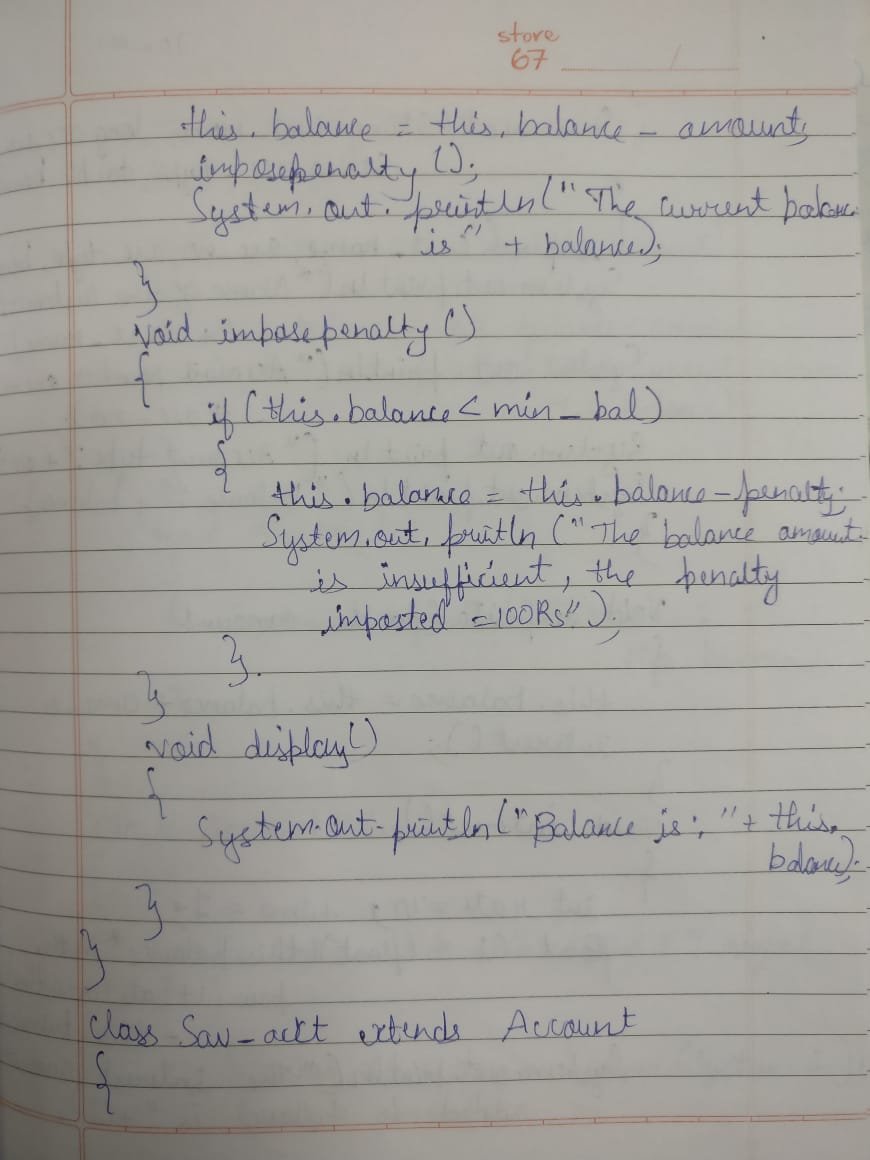 store
67
this.balance = this.balance - amount;
imposepenalty();
System.out.println("The current balance
is" + balance);
}
void imposepenalty()
{
if (this.balance < min_bal)
{
this.balance = this.balance - penalty;
System.out.println ("The balance amount
is insufficient, the penalty
imposted =100Rs");
}.
}
void display()
{
System.out.println("Balance is: "+ this.
balance);
}
}
class Sav-acct extends Account
{